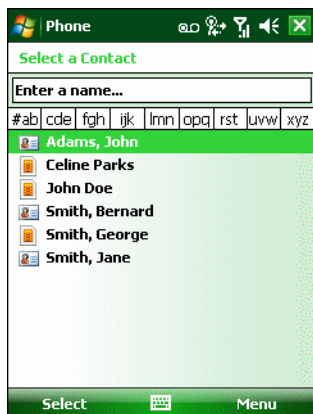 Phone
Select a Contact
Enter a name...
#ab cde fgh ijk lmn opq rst uvw xyz
Adams, John
Celine Parks
John Doe
Smith, Bernard
Smith, George
Smith, Jane
Select Menu